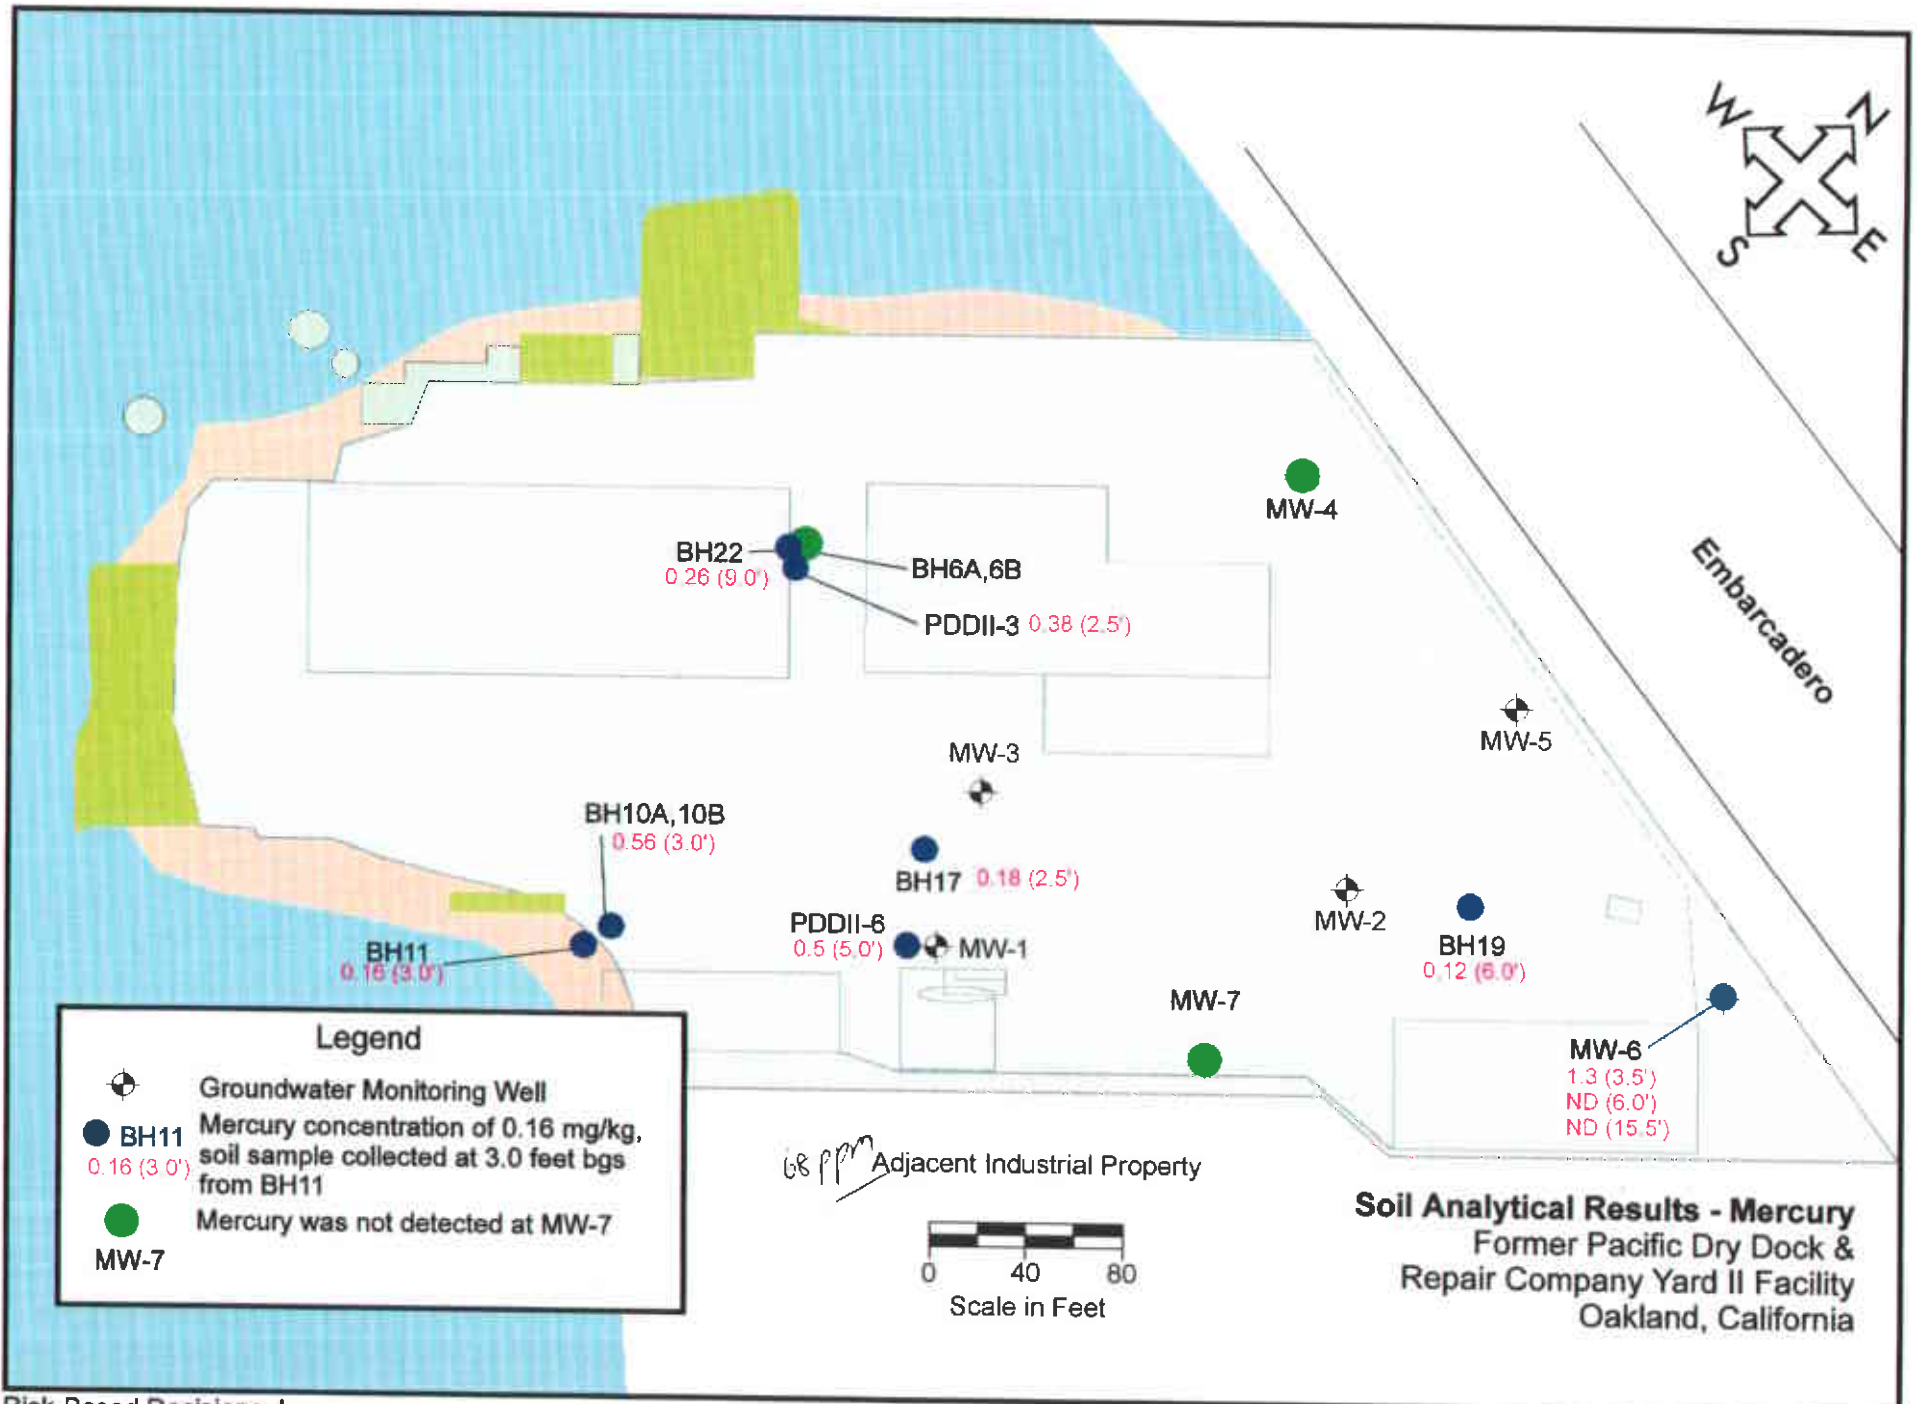 W
N
S
E
MW-4
BH22
0.26 (9.0')
BH6A,6B
PDDII-3 0.38 (2.5')
Embarcadero
MW-5
MW-3
BH10A,10B
0.56 (3.0')
BH17 0.18 (2.5')
MW-2
PDDII-6
0.5 (5.0')
MW-1
BH19
0.12 (6.0')
BH11
0.16 (3.0')
MW-7
MW-6
1.3 (3.5')
ND (6.0')
ND (15.5')
Legend
Groundwater Monitoring Well
BH11
0.16 (3.0')
Mercury concentration of 0.16 mg/kg,
soil sample collected at 3.0 feet bgs
from BH11
Mercury was not detected at MW-7
MW-7
68 ppm
Adjacent Industrial Property
0 40 80
Scale in Feet
Soil Analytical Results - Mercury
Former Pacific Dry Dock &
Repair Company Yard II Facility
Oakland, California